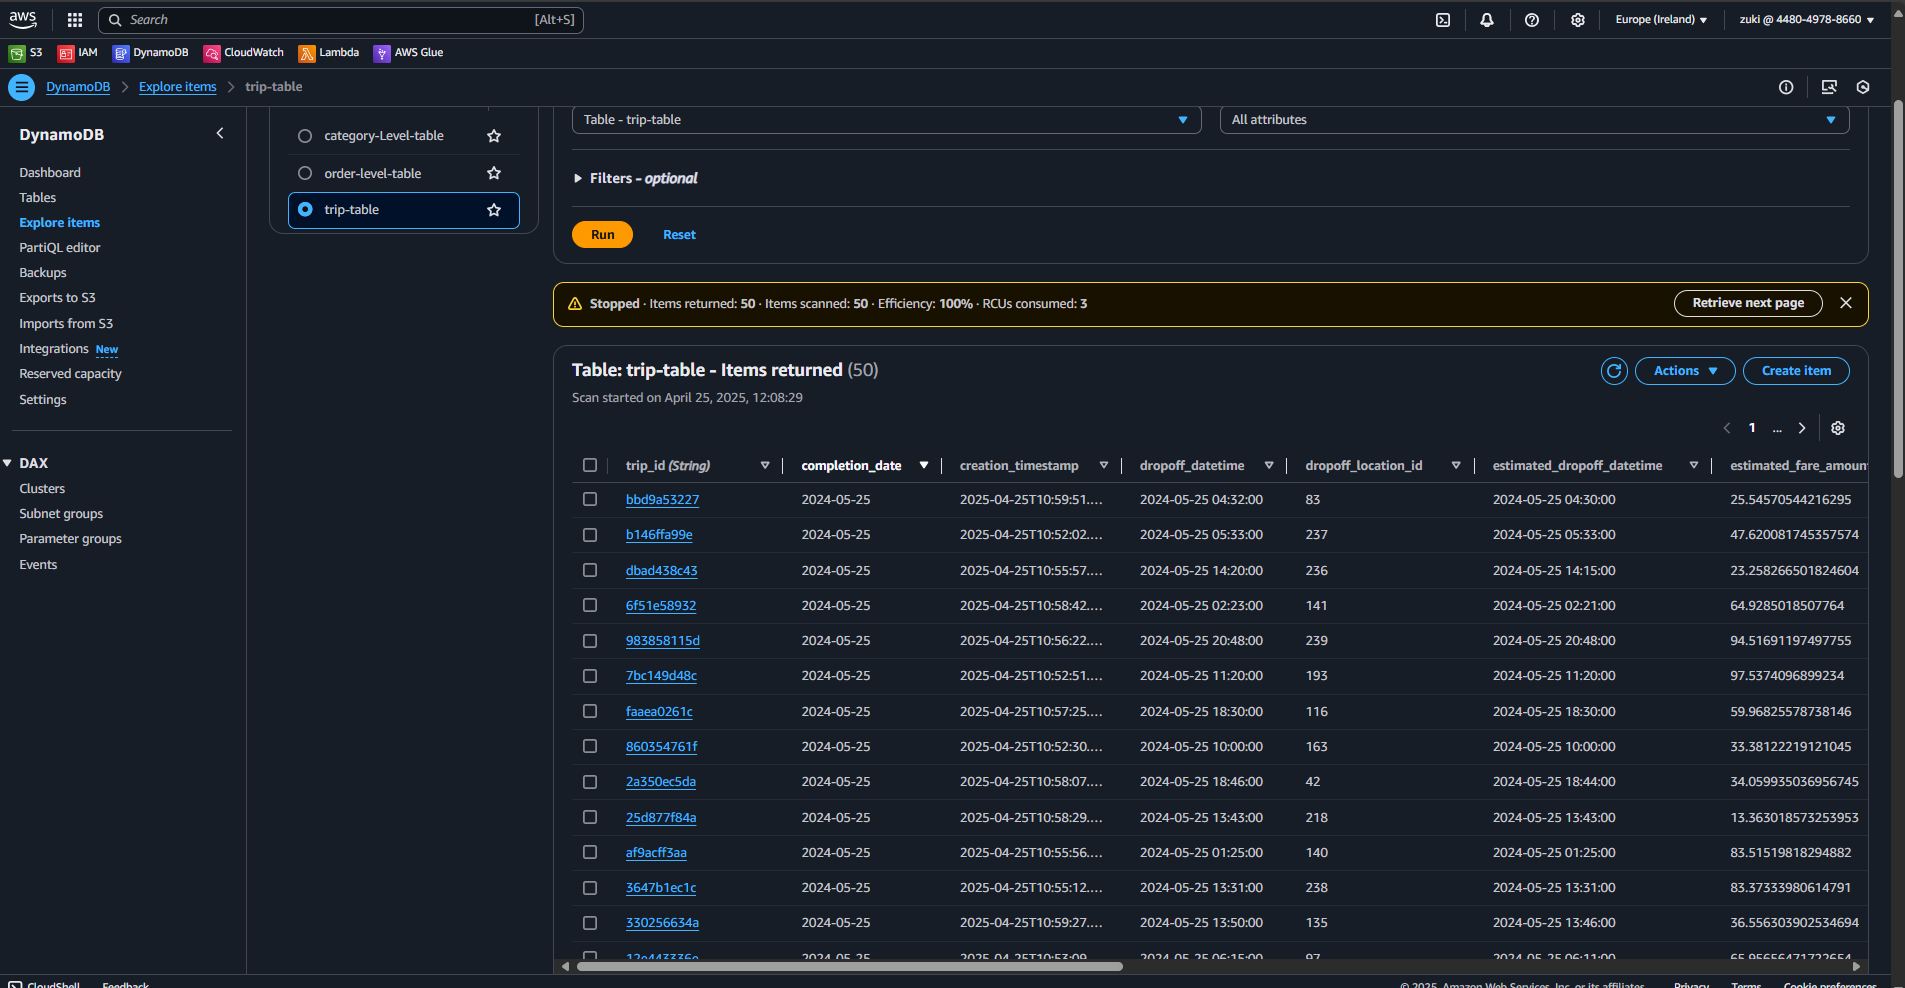 aws
Search [Alt+S]
Europe (Ireland) ▼ zuki @ 4480-4978-8660 ▼
S3 IAM DynamoDB CloudWatch Lambda AWS Glue
DynamoDB > Explore items > trip-table
DynamoDB
Dashboard
Tables
Explore items
PartiQL editor
Backups
Exports to S3
Imports from S3
Integrations New
Reserved capacity
Settings
DAX
Clusters
Subnet groups
Parameter groups
Events
category-Level-table
order-level-table
trip-table
Table - trip-table
All attributes
Filters - optional
Run Reset
Stopped · Items returned: 50 · Items scanned: 50 · Efficiency: 100% · RCUs consumed: 3
Retrieve next page
Table: trip-table - Items returned (50)
Scan started on April 25, 2025, 12:08:29
Actions ▼ Create item
1 ...
trip_id (String) completion_date creation_timestamp dropoff_datetime dropoff_location_id estimated_dropoff_datetime estimated_fare_amoun
bbd9a53227 2024-05-25 2025-04-25T10:59:51.... 2024-05-25 04:32:00 83 2024-05-25 04:30:00 25.54570544216295
b146ffa99e 2024-05-25 2025-04-25T10:52:02.... 2024-05-25 05:33:00 237 2024-05-25 05:33:00 47.620081745357574
dbad438c43 2024-05-25 2025-04-25T10:55:57.... 2024-05-25 14:20:00 236 2024-05-25 14:15:00 23.258266501824604
6f51e58932 2024-05-25 2025-04-25T10:58:42.... 2024-05-25 02:23:00 141 2024-05-25 02:21:00 64.9285018507764
983858115d 2024-05-25 2025-04-25T10:56:22.... 2024-05-25 20:48:00 239 2024-05-25 20:48:00 94.51691197497755
7bc149d48c 2024-05-25 2025-04-25T10:52:51.... 2024-05-25 11:20:00 193 2024-05-25 11:20:00 97.5374096899234
faaea0261c 2024-05-25 2025-04-25T10:57:25.... 2024-05-25 18:30:00 116 2024-05-25 18:30:00 59.96825578738146
860354761f 2024-05-25 2025-04-25T10:52:30.... 2024-05-25 10:00:00 163 2024-05-25 10:00:00 33.38122219121045
2a350ec5da 2024-05-25 2025-04-25T10:58:07.... 2024-05-25 18:46:00 42 2024-05-25 18:44:00 34.059935036956745
25d877f84a 2024-05-25 2025-04-25T10:58:29.... 2024-05-25 13:43:00 218 2024-05-25 13:43:00 13.363018573253953
af9acff3aa 2024-05-25 2025-04-25T10:55:56.... 2024-05-25 01:25:00 140 2024-05-25 01:25:00 83.51519818294882
3647b1ec1c 2024-05-25 2025-04-25T10:55:12.... 2024-05-25 13:31:00 238 2024-05-25 13:31:00 83.37333980614791
330256634a 2024-05-25 2025-04-25T10:59:27.... 2024-05-25 13:50:00 135 2024-05-25 13:46:00 36.556303902534694
2024-05-25 2024-05-25 06:15:00 97 2024-05-25 06:11:00
CloudShell Feedback
© 2025, Amazon Web Services, Inc. or its affiliates. Privacy Terms Cookie preferences